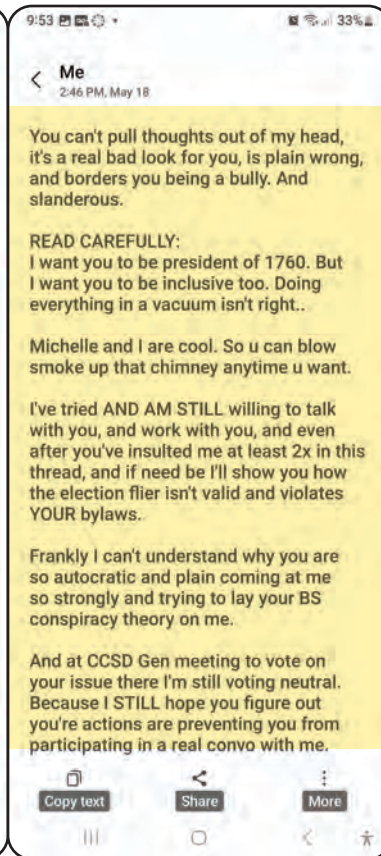 9:53
33%
Me
2:46 PM, May 18
You can't pull thoughts out of my head,
it's a real bad look for you, is plain wrong,
and borders you being a bully. And
slanderous.
READ CAREFULLY:
I want you to be president of 1760. But
I want you to be inclusive too. Doing
everything in a vacuum isn't right..
Michelle and I are cool. So u can blow
smoke up that chimney anytime u want.
I've tried AND AM STILL willing to talk
with you, and work with you, and even
after you've insulted me at least 2x in this
thread, and if need be I'll show you how
the election flier isn't valid and violates
YOUR bylaws.
Frankly I can't understand why you are
so autocratic and plain coming at me
so strongly and trying to lay your BS
conspiracy theory on me.
And at CCSD Gen meeting to vote on
your issue there I'm still voting neutral.
Because I STILL hope you figure out
you're actions are preventing you from
participating in a real convo with me.
Copy text
Share
More